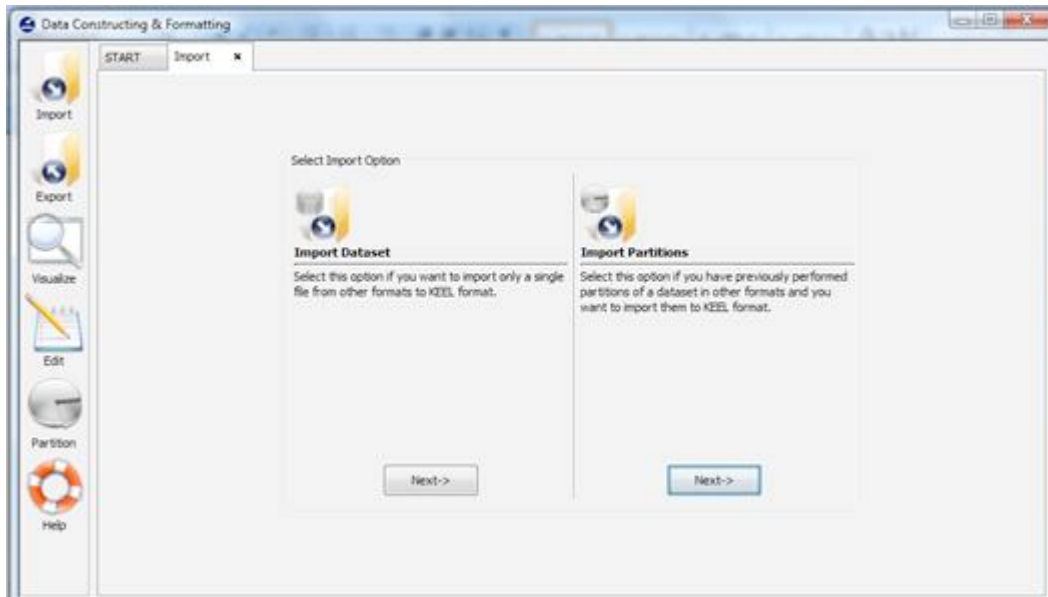 Data Constructing & Formatting
START
Import
Import
Export
Visualize
Edit
Partition
Help
Select Import Option
Import Dataset
Select this option if you want to import only a single
file from other formats to KEEL format.
Next->
Import Partitions
Select this option if you have previously performed
partitions of a dataset in other formats and you
want to import them to KEEL format.
Next->